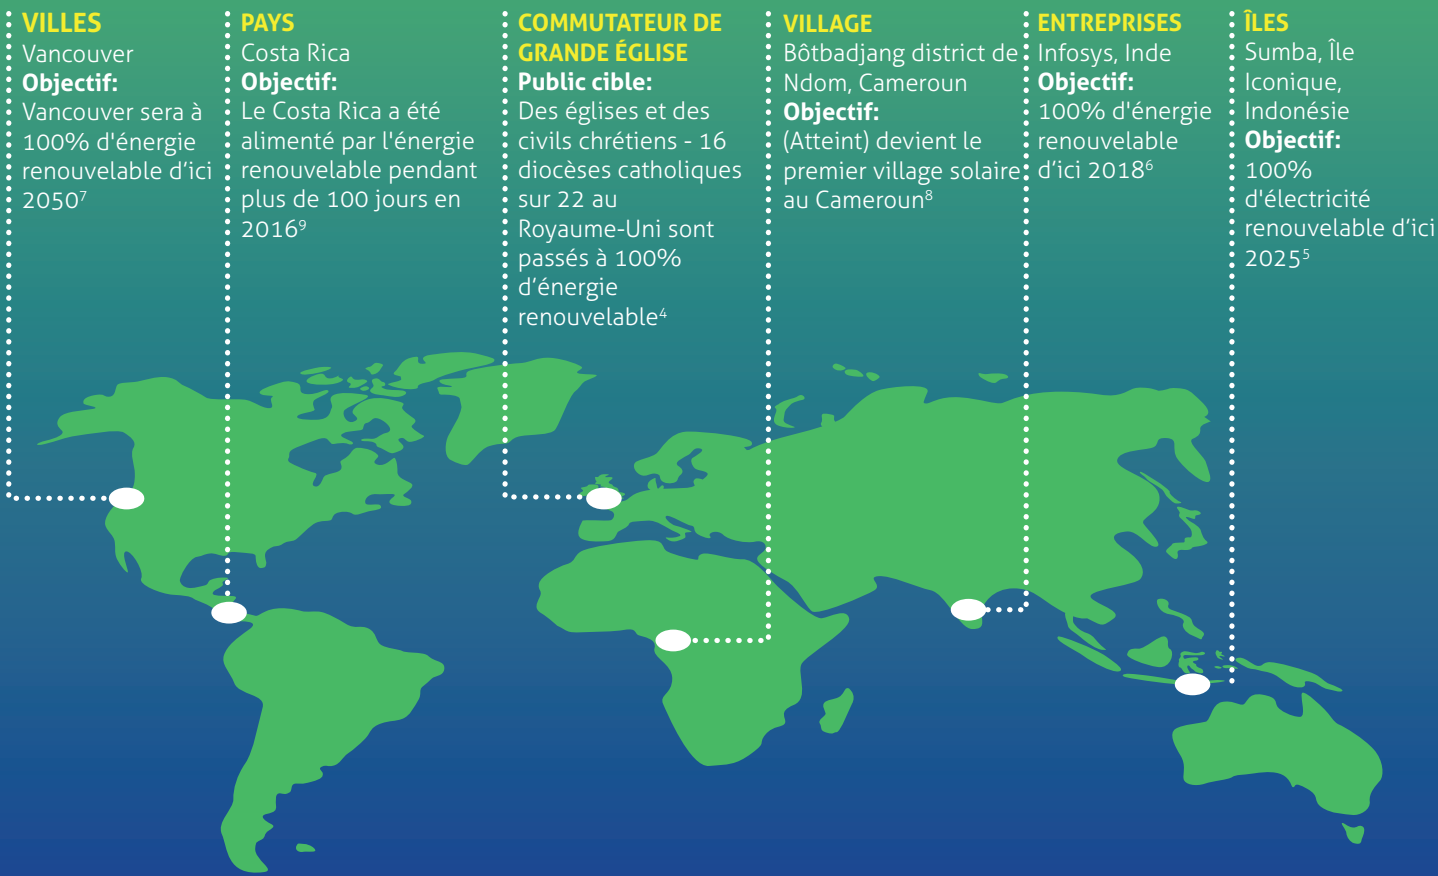 VILLES
Vancouver
Objectif:
Vancouver sera à
100% d'énergie
renouvelable d’ici
2050⁷
PAYS
Costa Rica
Objectif:
Le Costa Rica a été
alimenté par l'énergie
renouvelable pendant
plus de 100 jours en
2016⁹
COMMUTATEUR DE
GRANDE ÉGLISE
Public cible:
Des églises et des
civils chrétiens - 16
diocèses catholiques
sur 22 au
Royaume-Uni sont
passés à 100%
d’énergie
renouvelable⁴
VILLAGE
Bôtbadjang district de
Ndom, Cameroun
Objectif:
(Atteint) devient le
premier village solaire
au Cameroun⁸
ENTREPRISES
Infosys, Inde
Objectif:
100% d'énergie
renouvelable
d’ici 2018⁶
ÎLES
Sumba, Île
Iconique,
Indonésie
Objectif:
100%
d'électricité
renouvelable d’ici
2025⁵